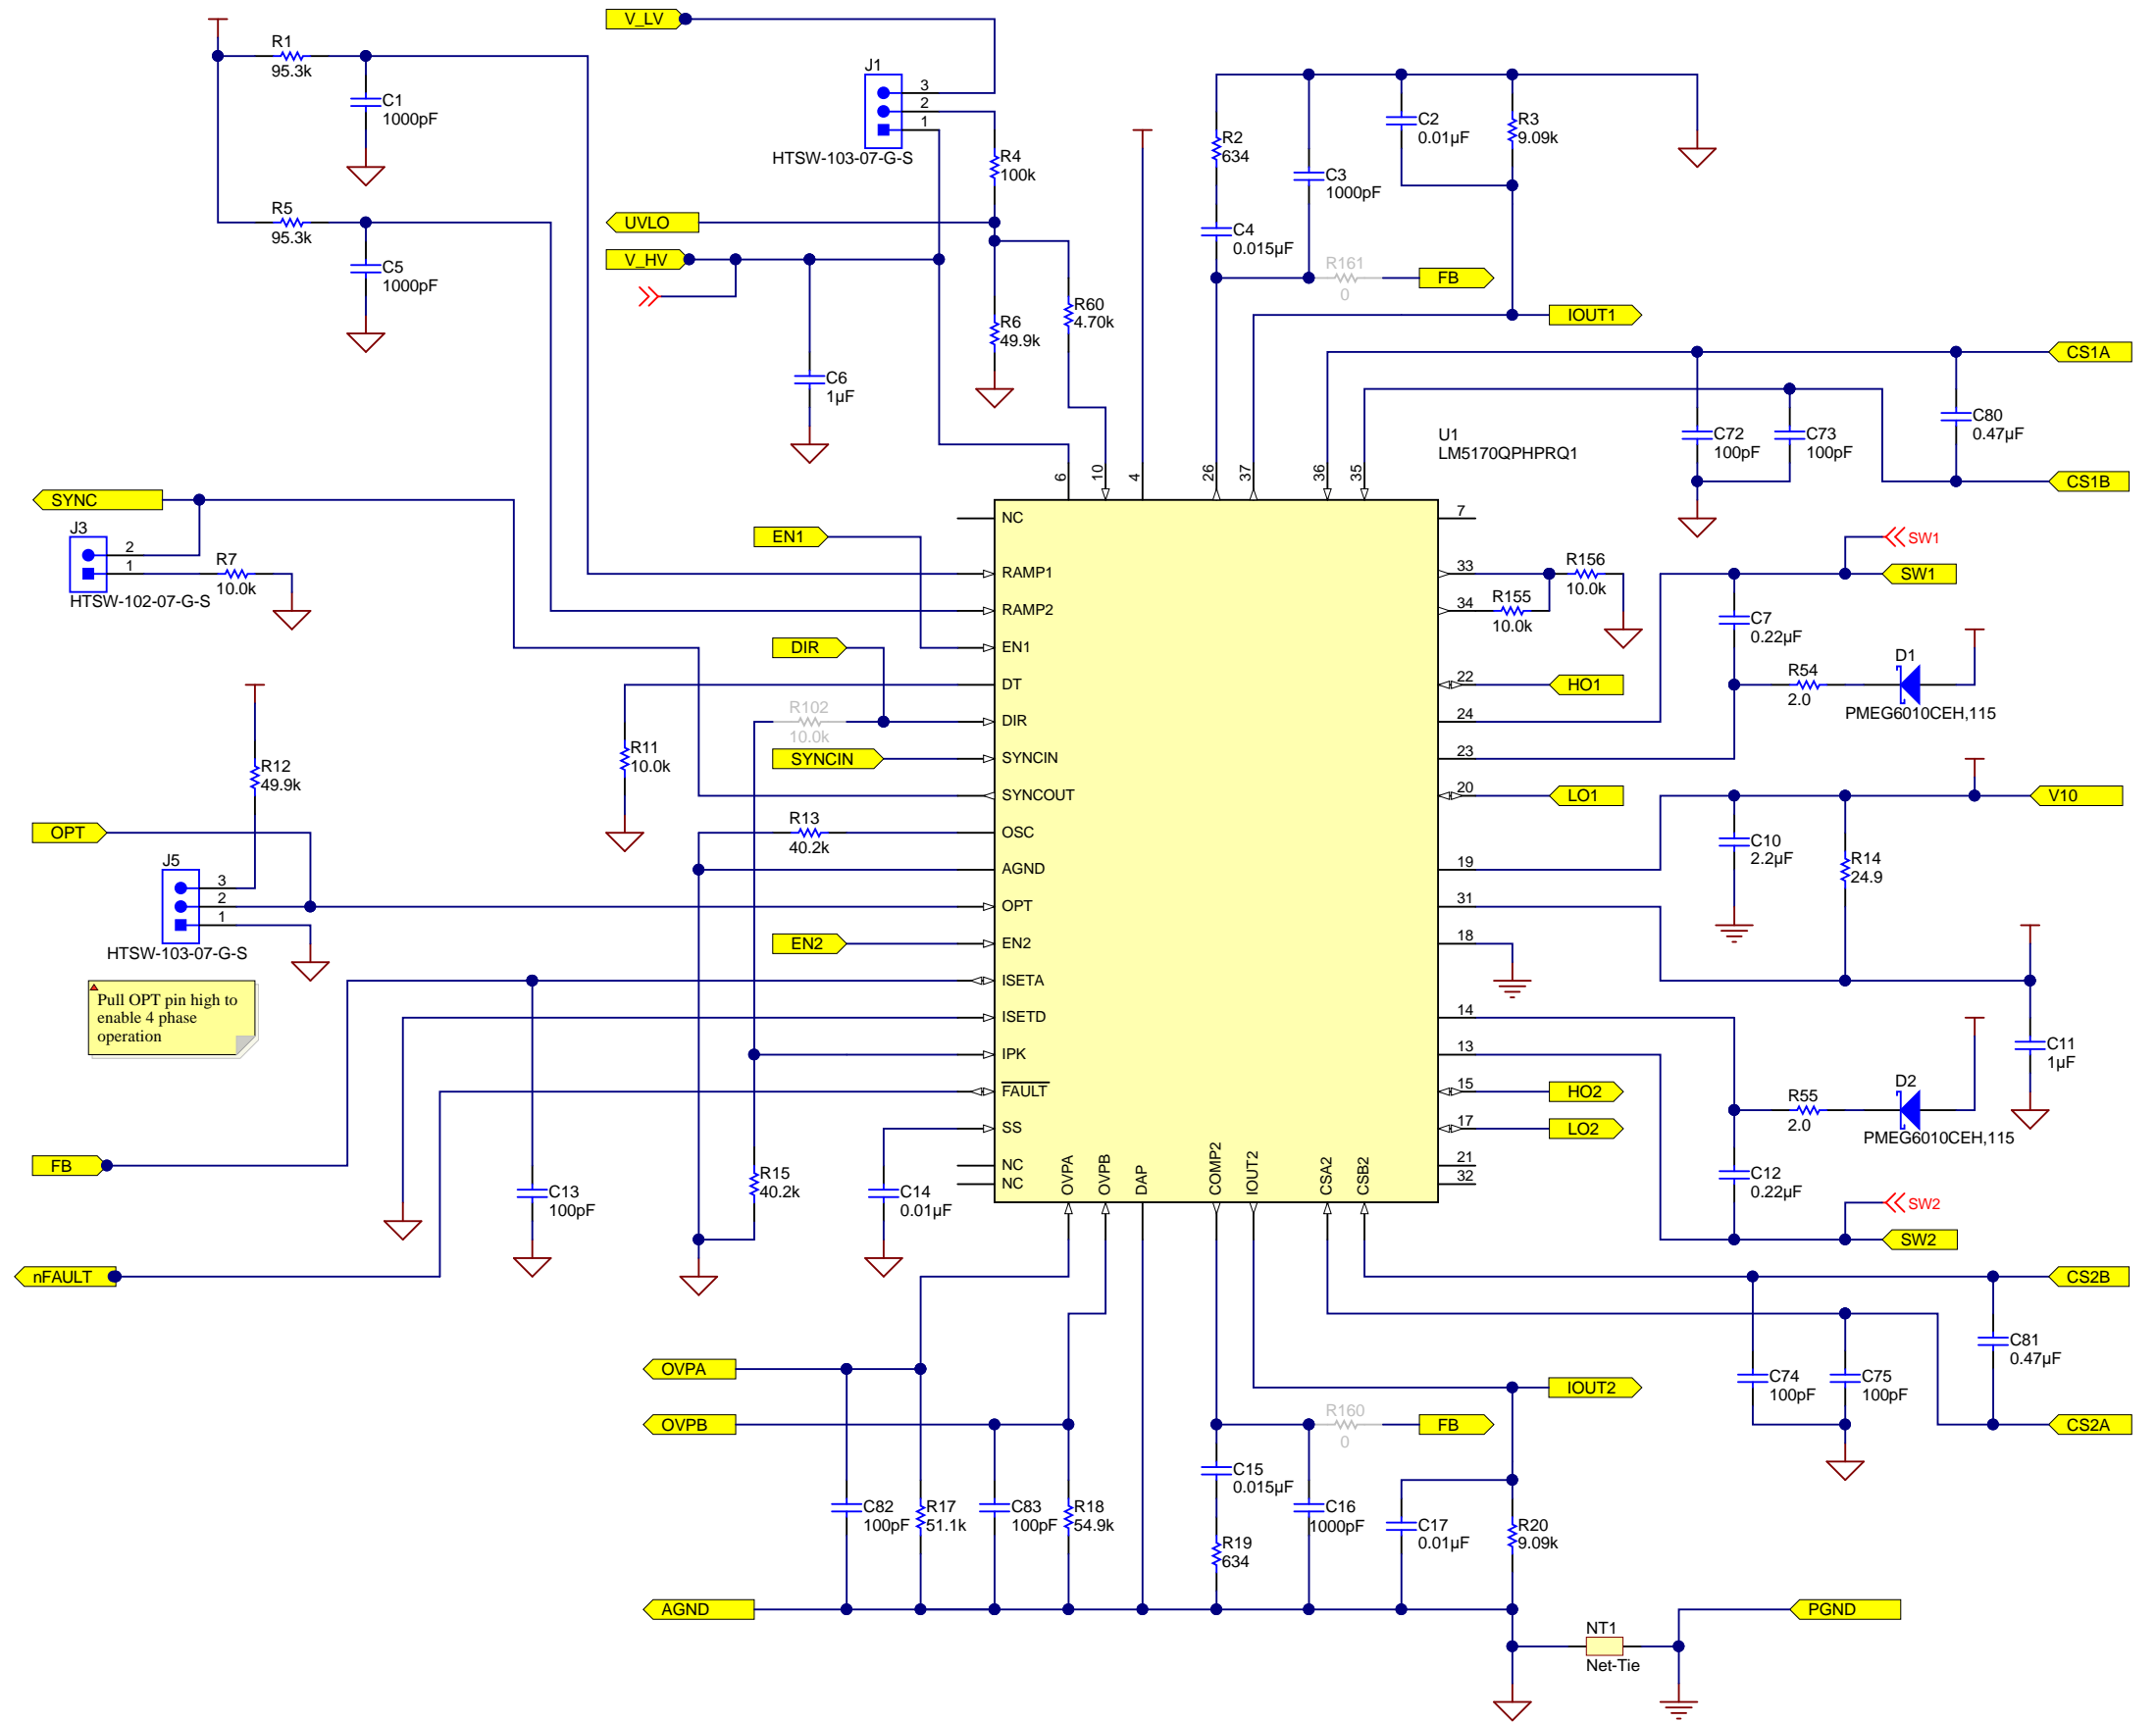 V_LV
R1
95.3k
C1
1000pF
J1
3
2
1
HTSW-103-07-G-S
R4
100k
R2
634
C3
1000pF
C2
0.01µF
R3
9.09k
C4
0.015µF
R5
95.3k
C5
1000pF
UVLO
V_HV
R161
0
FB
IOUT1
R6
49.9k
R60
4.70k
C6
1µF
CS1A
C72
100pF
C73
100pF
C80
0.47µF
CS1B
U1
LM5170QPHPRQ1
6
10
4
26
37
36
35
SYNC
J3
2
1
HTSW-102-07-G-S
R7
10.0k
EN1
DIR
R102
10.0k
SYNCIN
R11
10.0k
R13
40.2k
R12
49.9k
OPT
J5
3
2
1
HTSW-103-07-G-S
EN2
Pull OPT pin high to
enable 4 phase
operation
NC
RAMP1
RAMP2
EN1
DT
DIR
SYNCIN
SYNCOUT
OSC
AGND
OPT
EN2
ISETA
ISETD
IPK
FAULT
SS
NC
NC
OVPA
OVPB
DAP
COMP2
IOUT2
CSA2
CSB2
7
33
34
22
24
23
20
19
31
18
14
13
15
17
21
32
R156
10.0k
R155
10.0k
SW1
SW1
C7
0.22µF
R54
2.0
D1
PMEG6010CEH,115
HO1
LO1
V10
C10
2.2µF
R14
24.9
C11
1µF
R55
2.0
D2
PMEG6010CEH,115
HO2
LO2
C12
0.22µF
SW2
SW2
FB
C13
100pF
R15
40.2k
C14
0.01µF
nFAULT
CS2B
C81
0.47µF
C74
100pF
C75
100pF
CS2A
OVPA
OVPB
IOUT2
R160
0
FB
C15
0.015µF
C82
100pF
R17
51.1k
C83
100pF
R18
54.9k
R19
634
C16
1000pF
C17
0.01µF
R20
9.09k
AGND
PGND
NT1
Net-Tie